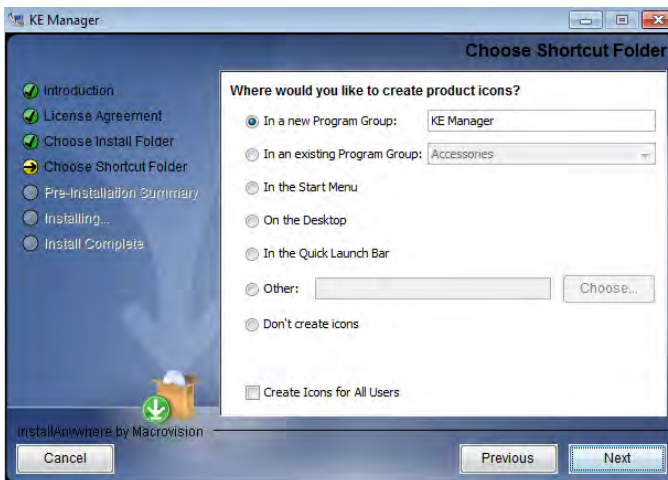 KE Manager
Choose Shortcut Folder
Introduction
License Agreement
Choose Install Folder
Choose Shortcut Folder
Pre-Installation Summary
Installing...
Install Complete
Where would you like to create product icons?
In a new Program Group: KE Manager
In an existing Program Group: Accessories
In the Start Menu
On the Desktop
In the Quick Launch Bar
Other: Choose...
Don't create icons
Create Icons for All Users
InstallAnywhere by Macrovision
Cancel Previous Next